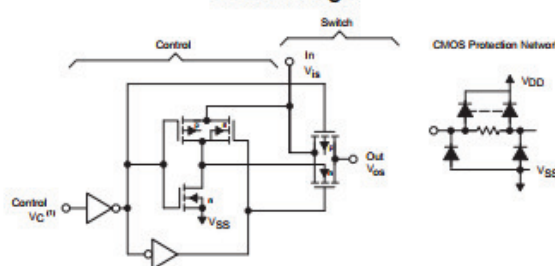 Control
Switch
In
Vis
CMOS Protection Network
VDD
p
n
p
n
Out
Vos
n
Control
VC (1)
VSS
VSS